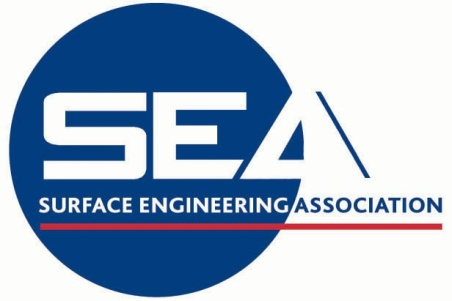 SEA
SURFACE ENGINEERING ASSOCIATION